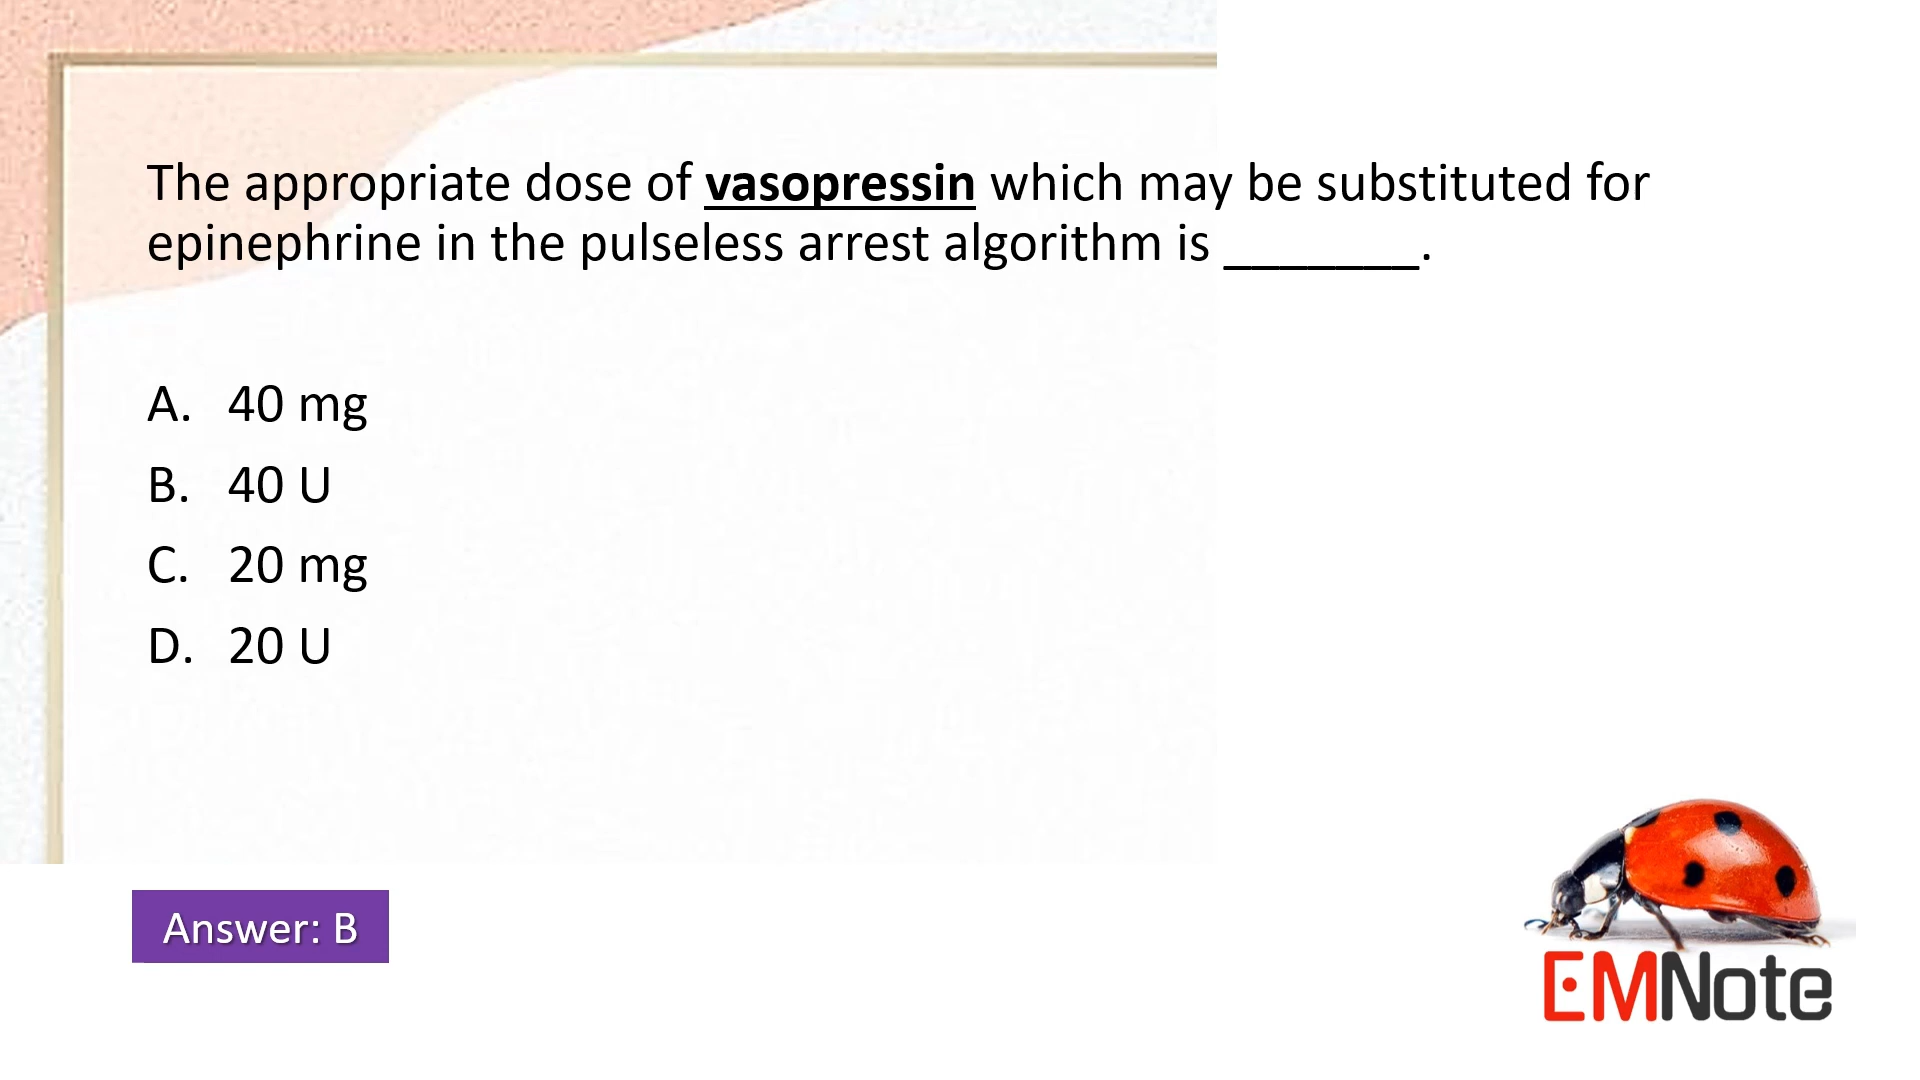 The appropriate dose of vasopressin which may be substituted for
epinephrine in the pulseless arrest algorithm is _______.
A. 40 mg
B. 40 U
C. 20 mg
D. 20 U
Answer: B
EMNote